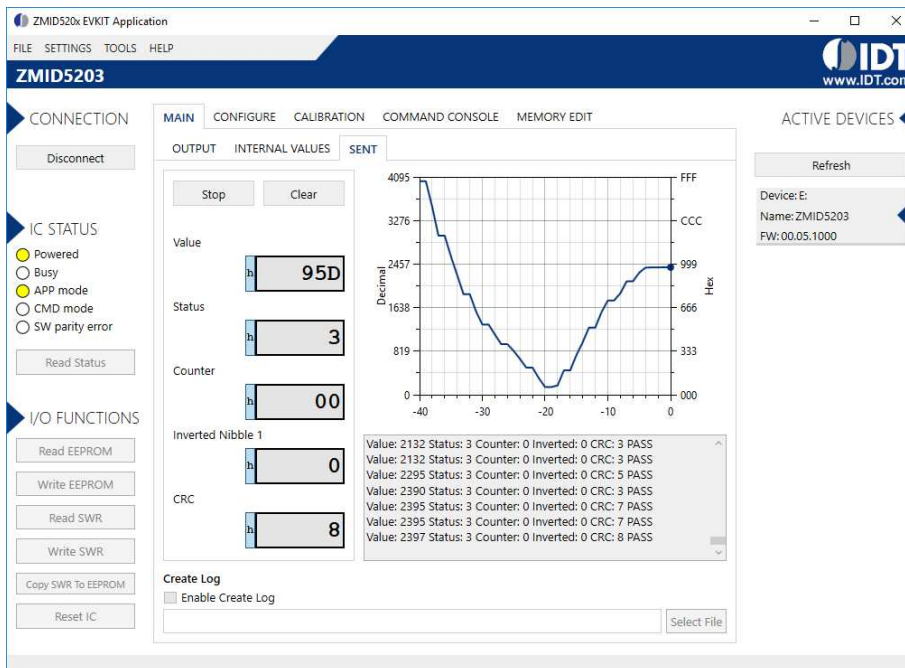 ZMID520x EVKIT Application
FILE SETTINGS TOOLS HELP
IDT
www.IDT.com
ZMID5203
CONNECTION
Disconnect
IC STATUS
Powered
Busy
APP mode
CMD mode
SW parity error
Read Status
I/O FUNCTIONS
Read EEPROM
Write EEPROM
Read SWR
Write SWR
Copy SWR To EEPROM
Reset IC
MAIN CONFIGURE CALIBRATION COMMAND CONSOLE MEMORY EDIT
OUTPUT INTERNAL VALUES SENT
Stop Clear
Value
h 95D
Status
h 3
Counter
h 00
Inverted Nibble 1
h 0
CRC
h 8
4095 FFF
3276 CCC
2457 999
1638 666
819 333
0 000
Decimal
Hex
-40 -30 -20 -10 0
Value: 2132 Status: 3 Counter: 0 Inverted: 0 CRC: 3 PASS
Value: 2132 Status: 3 Counter: 0 Inverted: 0 CRC: 3 PASS
Value: 2295 Status: 3 Counter: 0 Inverted: 0 CRC: 5 PASS
Value: 2390 Status: 3 Counter: 0 Inverted: 0 CRC: 3 PASS
Value: 2395 Status: 3 Counter: 0 Inverted: 0 CRC: 7 PASS
Value: 2395 Status: 3 Counter: 0 Inverted: 0 CRC: 7 PASS
Value: 2397 Status: 3 Counter: 0 Inverted: 0 CRC: 8 PASS
Create Log
Enable Create Log
Select File
ACTIVE DEVICES
Refresh
Device: E:
Name: ZMID5203
FW: 00.05.1000